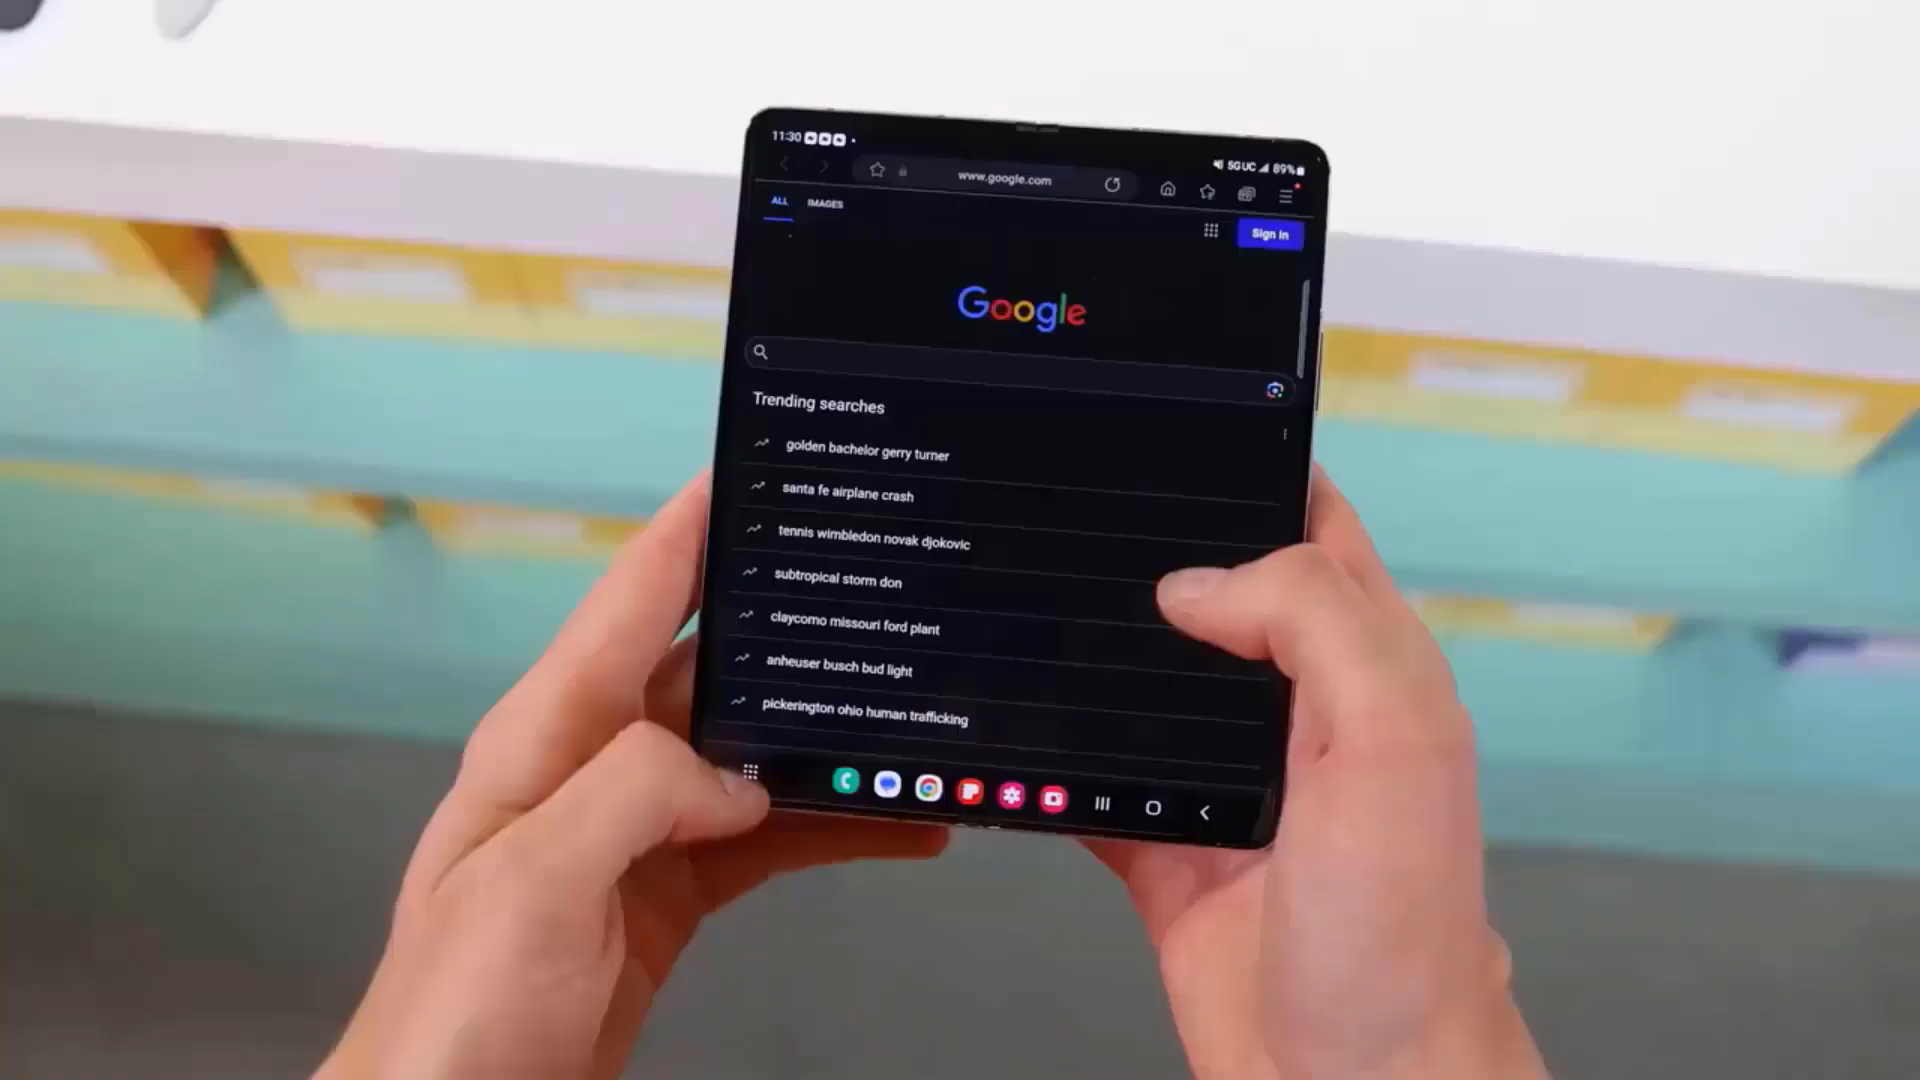 11:30
5G UC 89%
www.google.com
ALL IMAGES
Sign in
Google
Trending searches
golden bachelor gerry turner
santa fe airplane crash
tennis wimbledon novak djokovic
subtropical storm don
claycomo missouri ford plant
anheuser busch bud light
pickerington ohio human trafficking